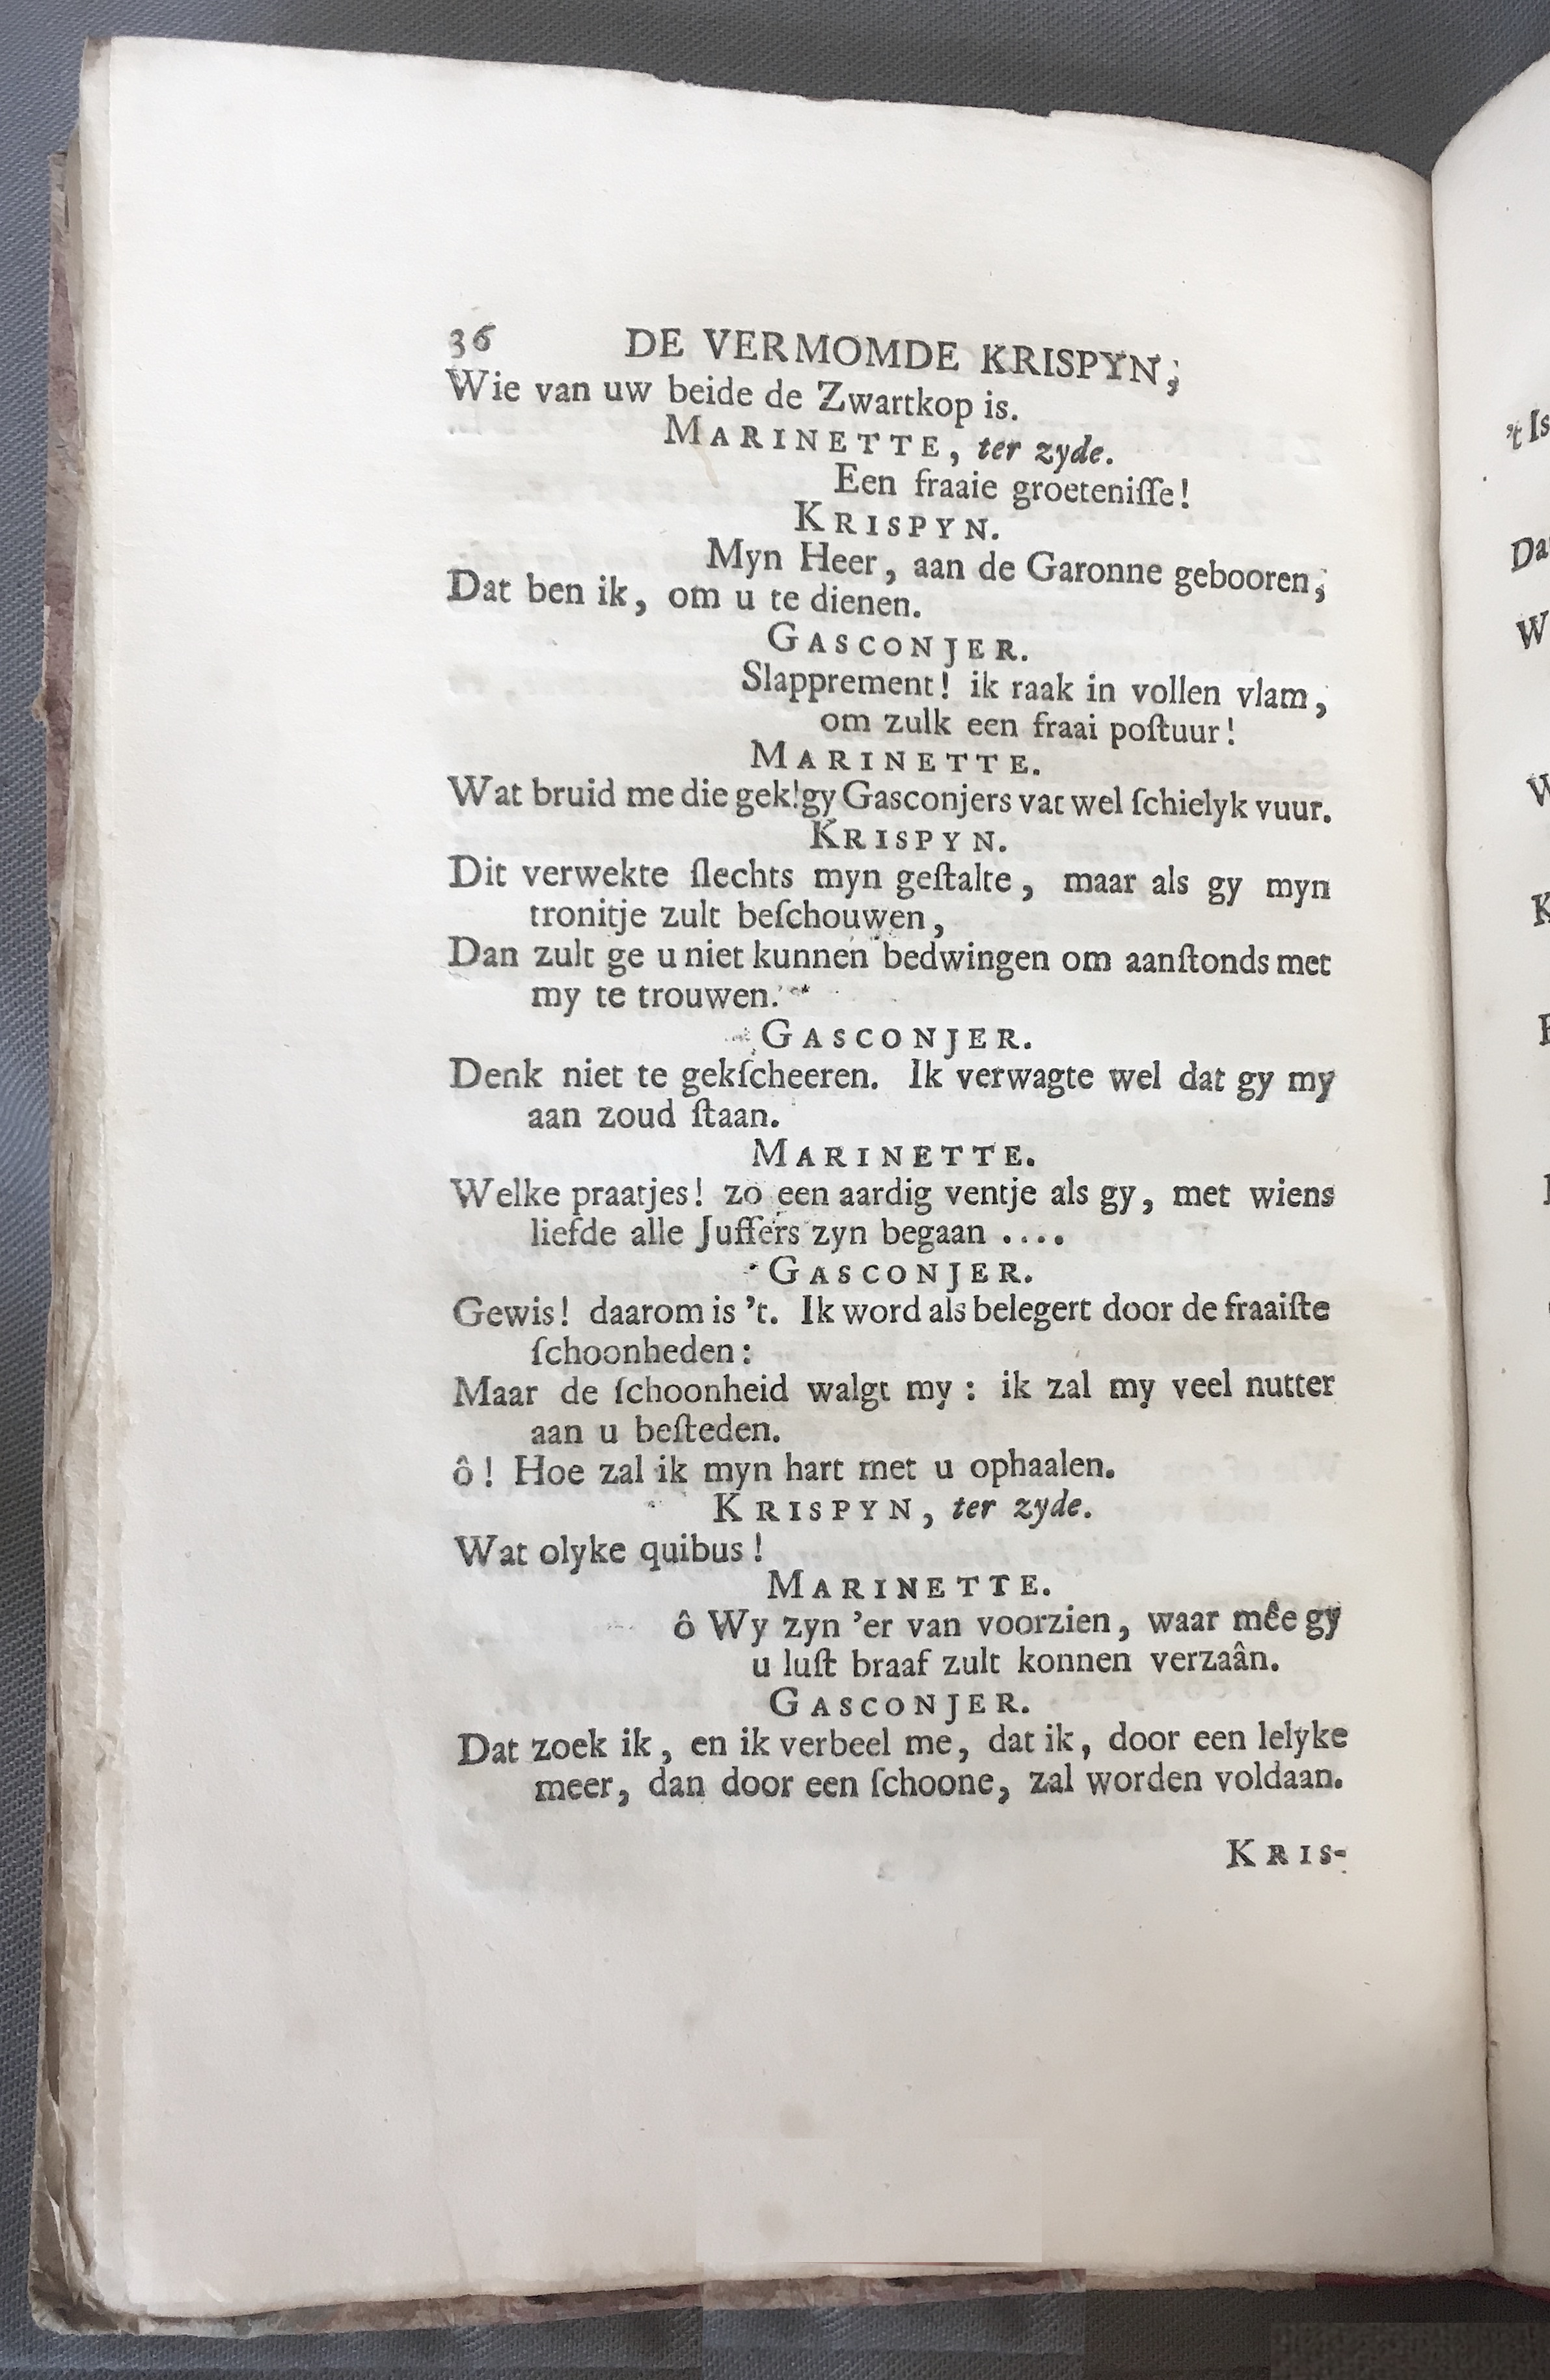 36 DE VERMOMDE KRISPYN,
Wie van uw beide de Zwartkop is.
MARINETTE, ter zyde.
Een fraaie groeteniſſe!
KRISPYN.
Myn Heer, aan de Garonne gebooren,
Dat ben ik, om u te dienen.
GASCONJER.
Slapprement! ik raak in vollen vlam,
om zulk een fraai poſtuur!
MARINETTE.
Wat bruid me die gek!gy Gasconjers vat wel ſchielyk vuur.
KRISPYN.
Dit verwekte ſlechts myn geſtalte, maar als gy myn
tronitje zult beſchouwen,
Dan zult ge u niet kunnen bedwingen om aanſtonds met
my te trouwen.
GASCONJER.
Denk niet te gekſcheeren. Ik verwagte wel dat gy my
aan zoud ſtaan.
MARINETTE.
Welke praatjes! zo een aardig ventje als gy, met wiens
liefde alle Juffers zyn begaan ....
GASCONJER.
Gewis! daarom is 't. Ik word als belegert door de fraaiſte
ſchoonheden:
Maar de ſchoonheid walgt my: ik zal my veel nutter
aan u beſteden.
ô! Hoe zal ik myn hart met u ophaalen.
KRISPYN, ter zyde.
Wat olyke quibus!
MARINETTE.
ô Wy zyn 'er van voorzien, waar mêe gy
u luſt braaf zult konnen verzaân.
GASCONJER.
Dat zoek ik, en ik verbeel me, dat ik, door een lelyke
meer, dan door een ſchoone, zal worden voldaan.
KRIS-
't Is
Da
W
W
K